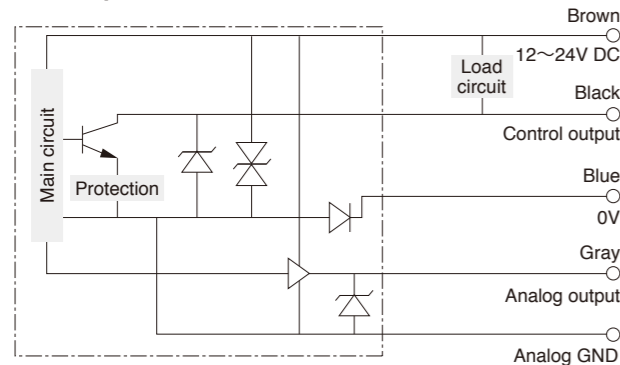 Brown
12～24V DC
Load
circuit
Black
Control output
Main circuit
Protection
Blue
0V
Gray
Analog output
Analog GND